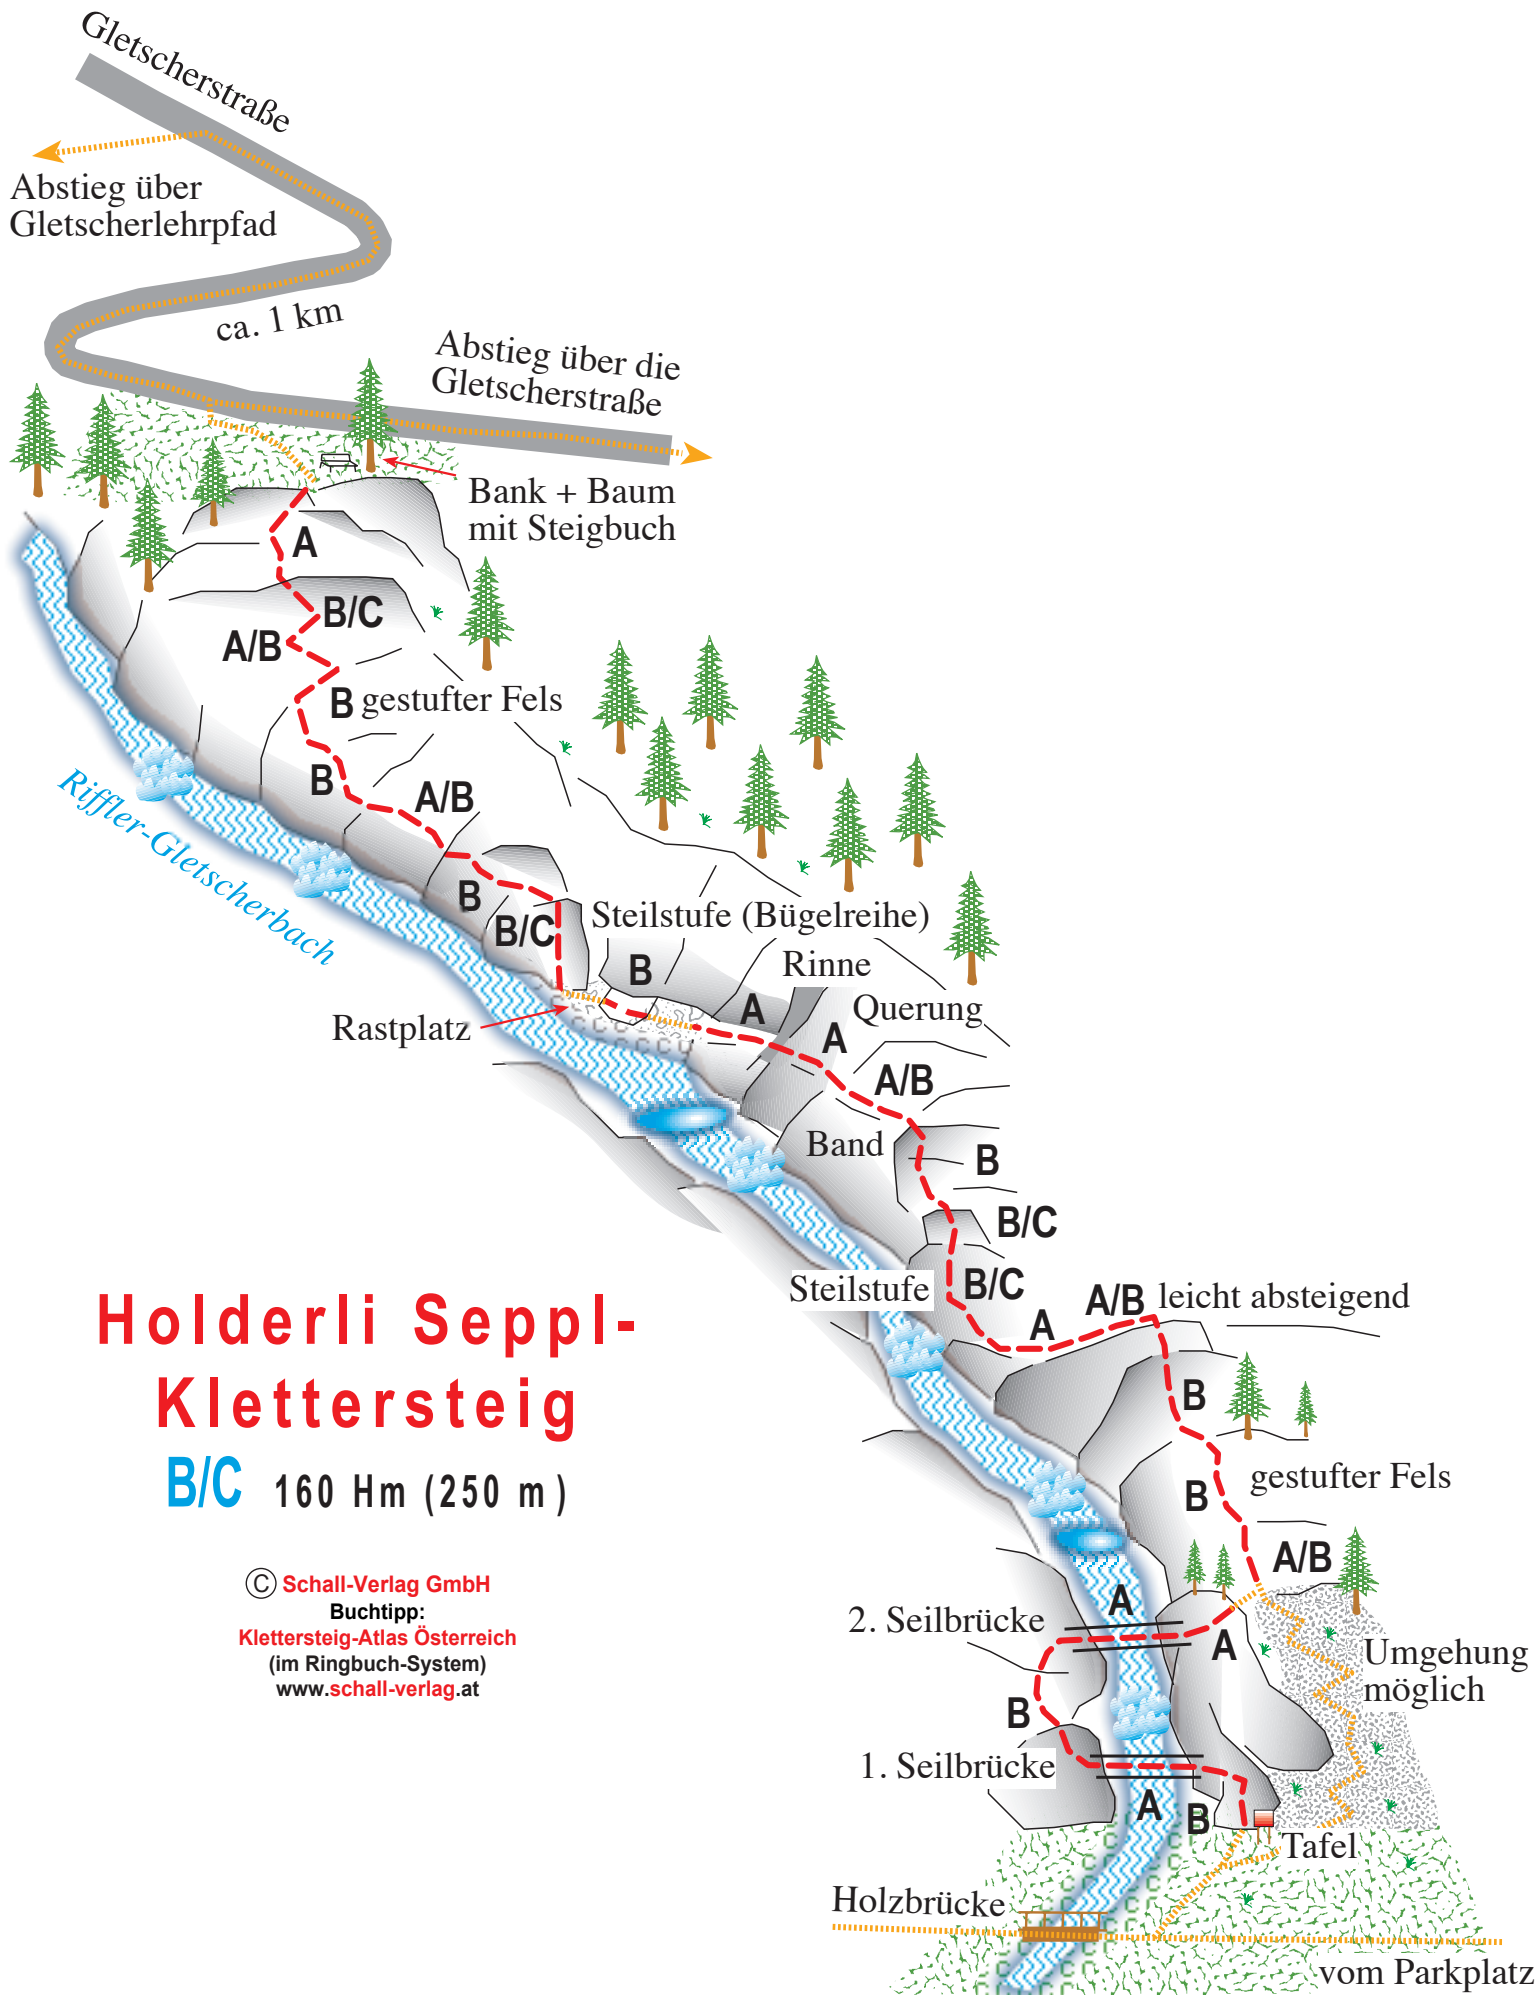 Gletscherstraße
Abstieg über
Gletscherlehrpfad
ca. 1 km
Abstieg über die
Gletscherstraße
Bank + Baum
mit Steigbuch
A
B/C
A/B
B gestufter Fels
B
A/B
Riffler-Gletscherbach
B
B/C
Steilstufe (Bügelreihe)
B
Rinne
A
Querung
Rastplatz
A
A/B
Band
B
B/C
Steilstufe
B/C
A
A/B leicht absteigend
B
gestufter Fels
B
A/B
Holderli Seppl-
Klettersteig
B/C 160 Hm (250 m)
© Schall-Verlag GmbH
Buchtipp:
Klettersteig-Atlas Österreich
(im Ringbuch-System)
www.schall-verlag.at
A
2. Seilbrücke
A
Umgehung
möglich
B
1. Seilbrücke
A
B
Tafel
Holzbrücke
vom Parkplatz